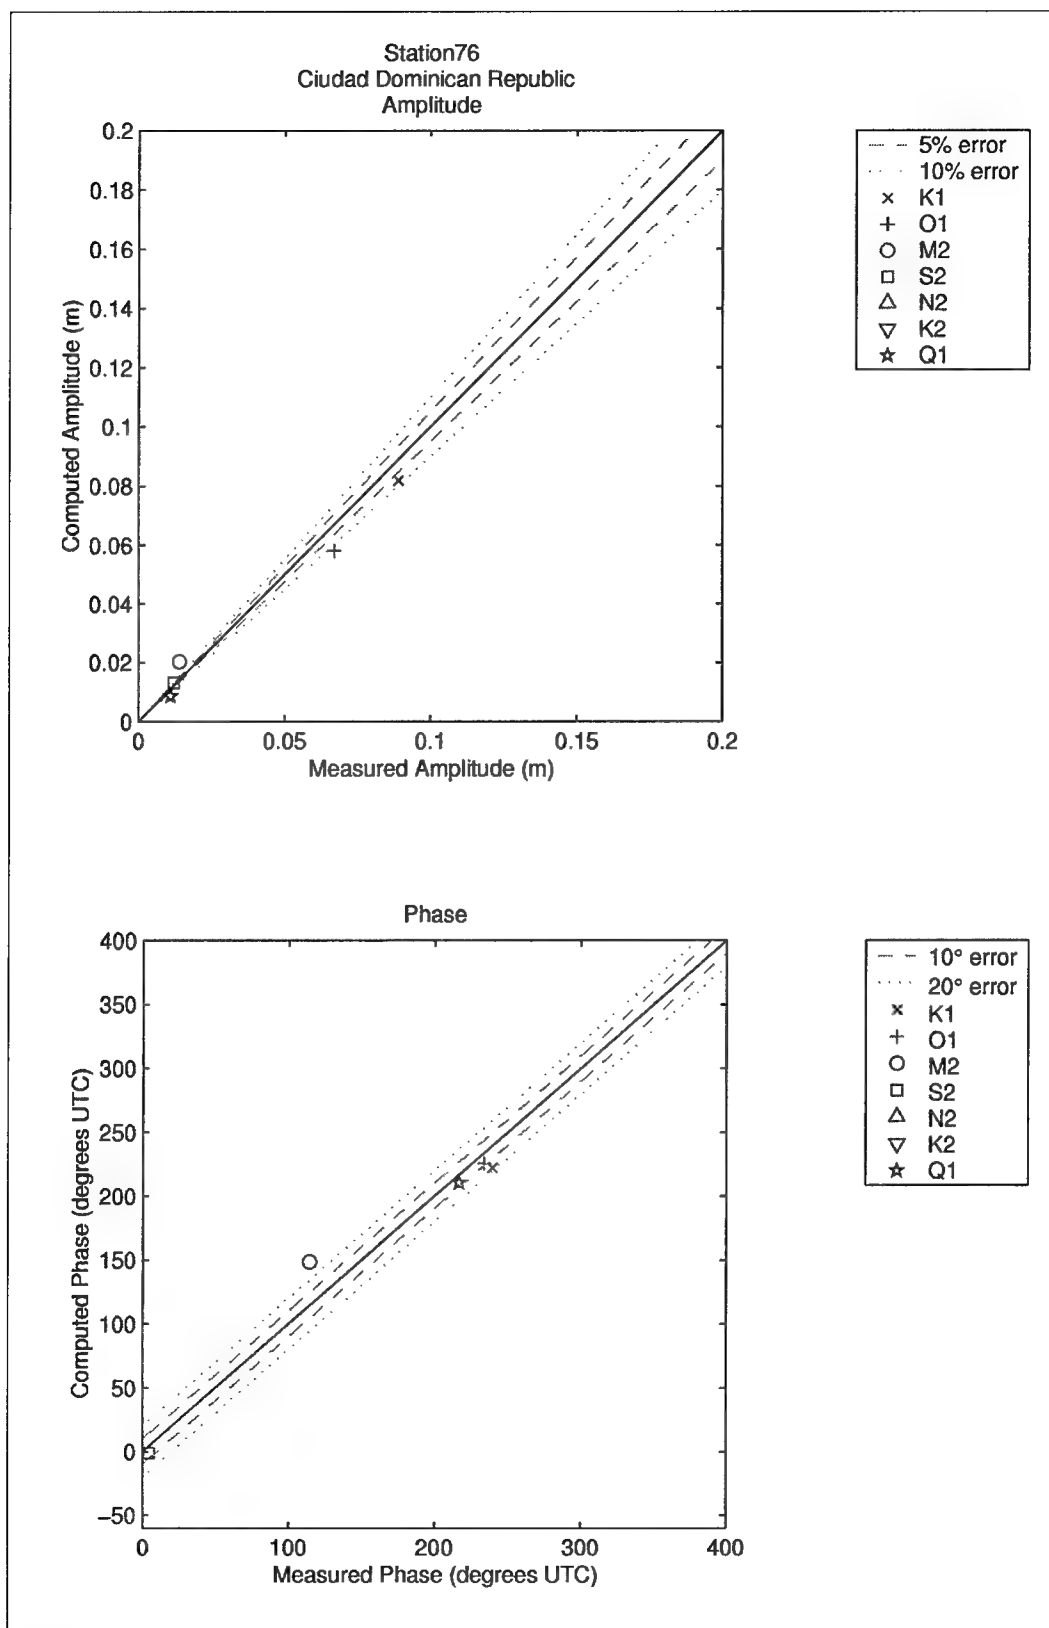 Station76
Ciudad Dominican Republic
Amplitude
0.2
0.18
0.16
0.14
0.12
0.1
0.08
0.06
0.04
0.02
0
Computed Amplitude (m)
0 0.05 0.1 0.15 0.2
Measured Amplitude (m)
5% error
10% error
K1
O1
M2
S2
N2
K2
Q1
Phase
400
350
300
250
200
150
100
50
0
−50
Computed Phase (degrees UTC)
0 100 200 300 400
Measured Phase (degrees UTC)
10° error
20° error
K1
O1
M2
S2
N2
K2
Q1